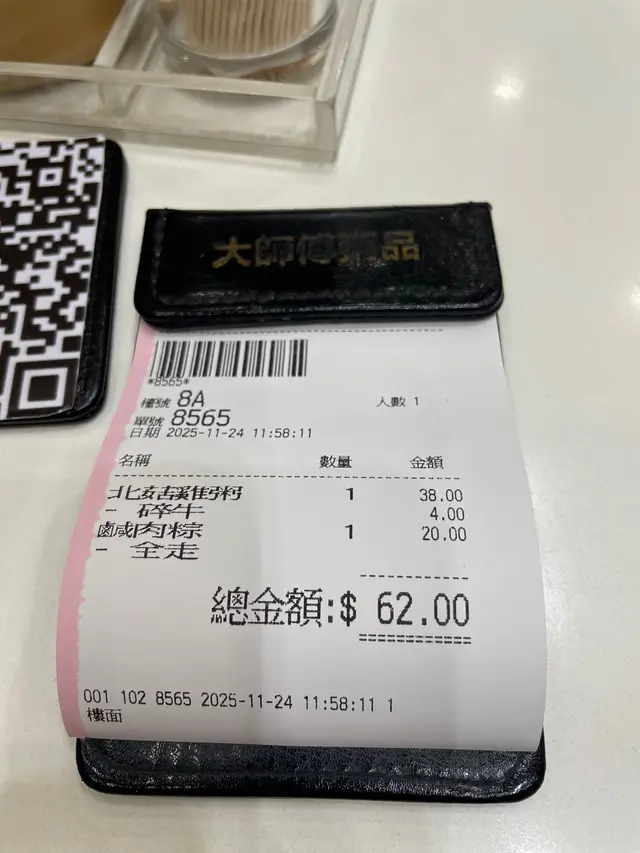 大師傅粥品
*8565*
檯號 8A 人數 1
單號 8565
日期 2025-11-24 11:58:11
名稱 數量 金額
北菇雞粥 1 38.00
- 碎牛 4.00
鹹肉粽 1 20.00
- 全走
總金額:$ 62.00
001 102 8565 2025-11-24 11:58:11 1
樓面